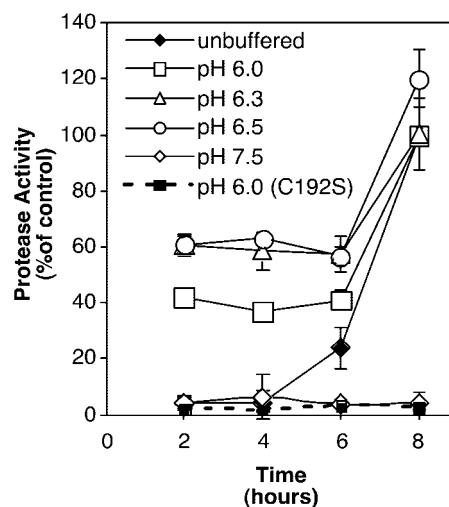 140
120
100
80
60
40
20
0
Protease Activity
(%of control)
unbuffered
pH 6.0
pH 6.3
pH 6.5
pH 7.5
pH 6.0 (C192S)
0 2 4 6 8
Time
(hours)